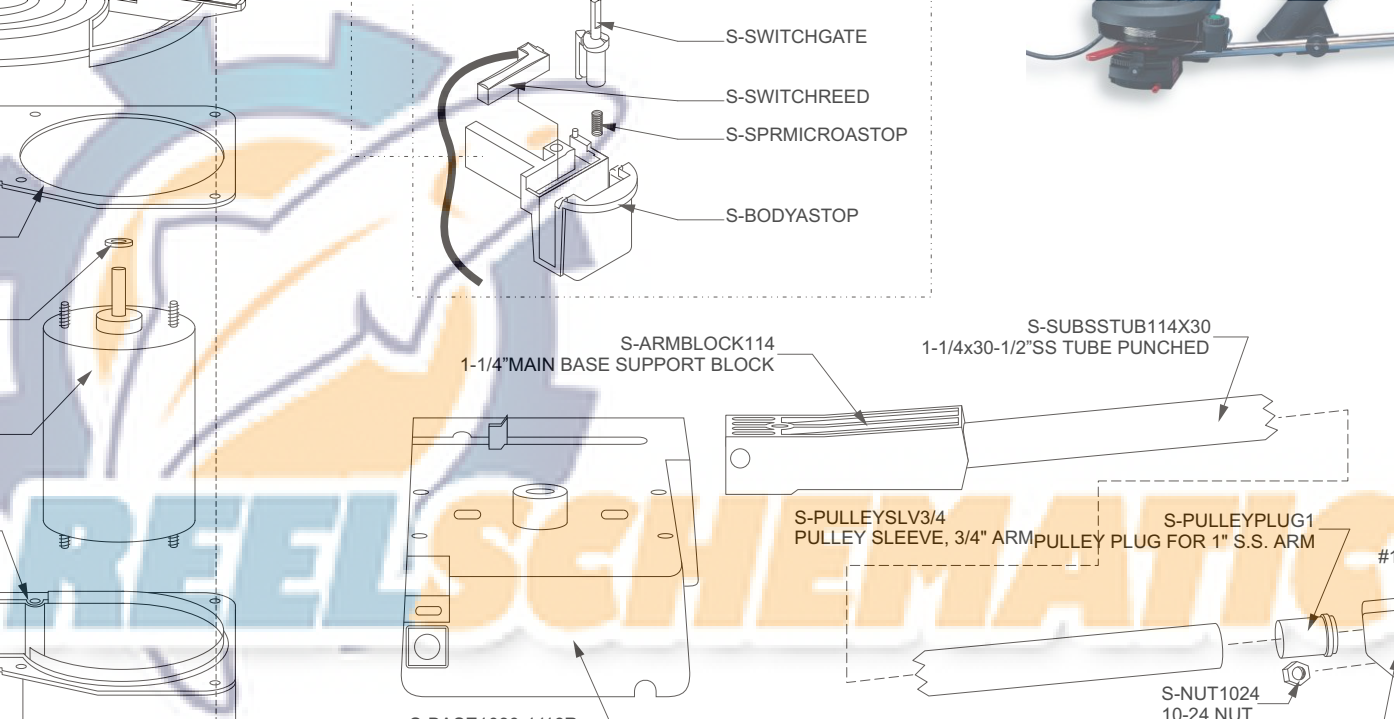 S-SWITCHGATE
S-SWITCHREED
S-SPRMICROASTOP
S-BODYASTOP
S-ARMBLOCK114
1-1/4”MAIN BASE SUPPORT BLOCK
S-SUBSSTUB114X30
1-1/4x30-1/2”SS TUBE PUNCHED
S-PULLEYSLV3/4
PULLEY SLEEVE, 3/4" ARM
S-PULLEYPLUG1
PULLEY PLUG FOR 1" S.S. ARM
REELSCHEMATIC
S-NUT1024
10-24 NUT